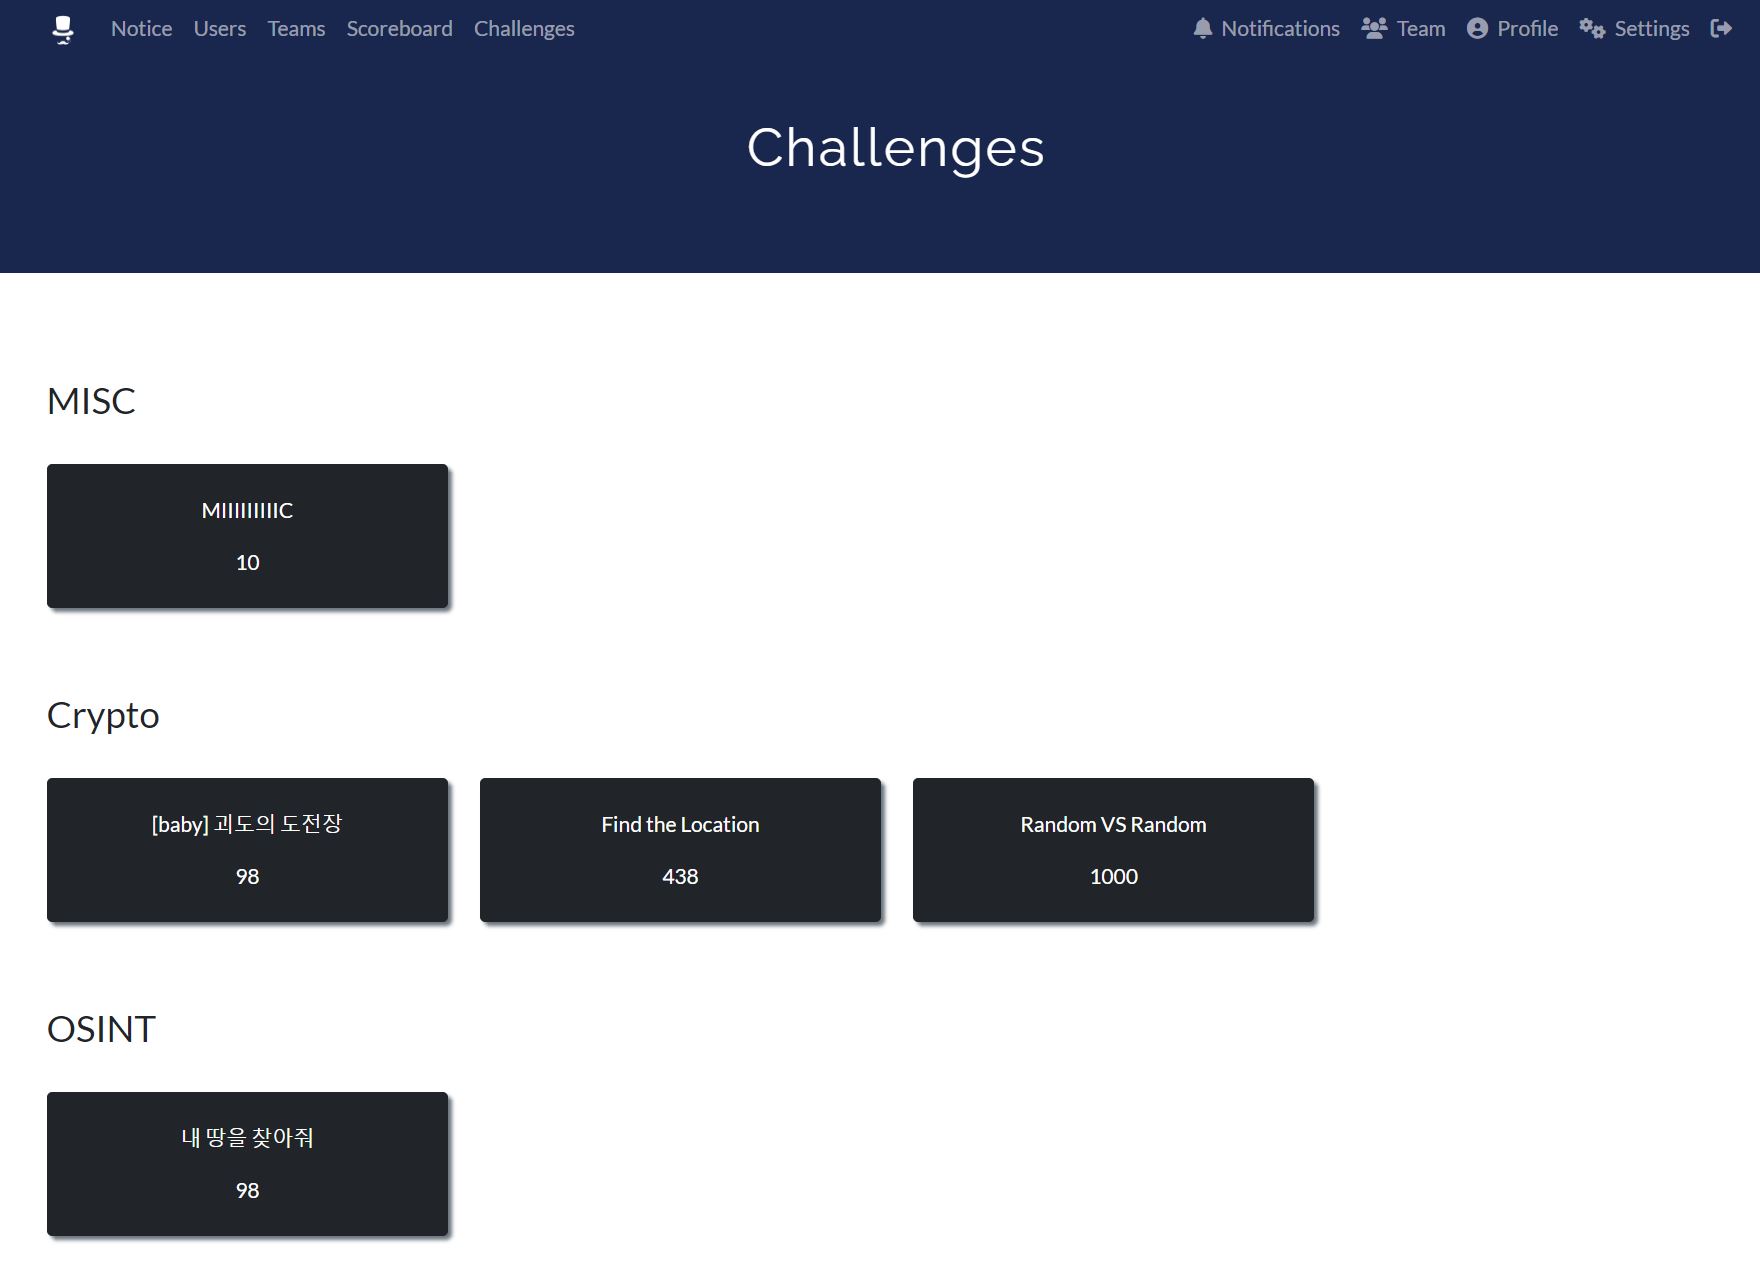 Notice Users Teams Scoreboard Challenges Notifications Team Profile Settings
Challenges
MISC
MIIIIIIIIIC
10
Crypto
[baby] 괴도의 도전장
98
Find the Location
438
Random VS Random
1000
OSINT
내 땅을 찾아줘
98